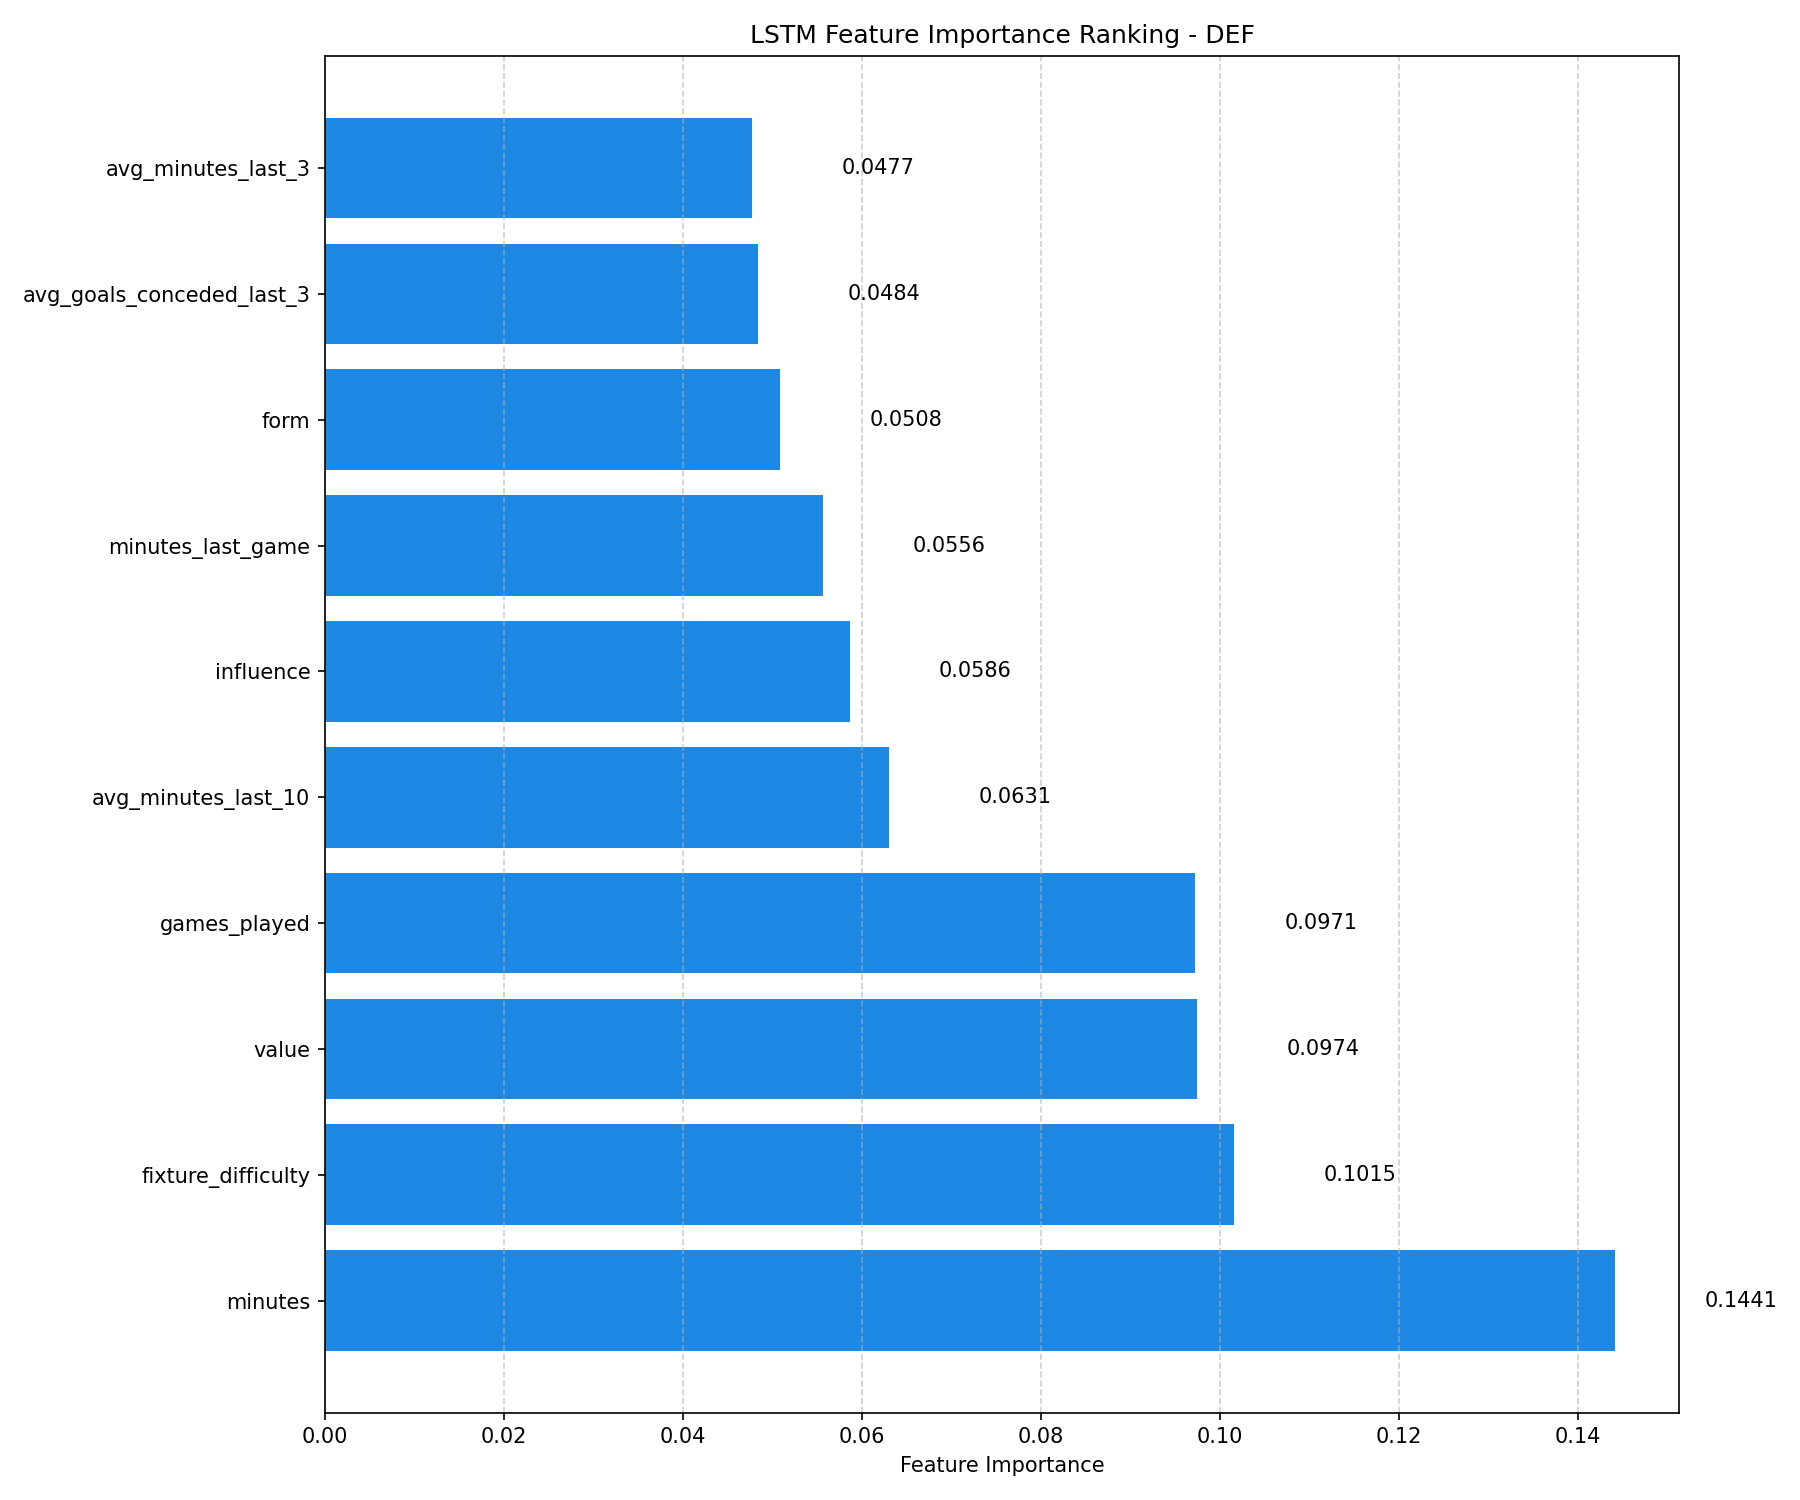 LSTM Feature Importance Ranking - DEF
avg_minutes_last_3 0.0477
avg_goals_conceded_last_3 0.0484
form 0.0508
minutes_last_game 0.0556
influence 0.0586
avg_minutes_last_10 0.0631
games_played 0.0971
value 0.0974
fixture_difficulty 0.1015
minutes 0.1441
0.00 0.02 0.04 0.06 0.08 0.10 0.12 0.14
Feature Importance